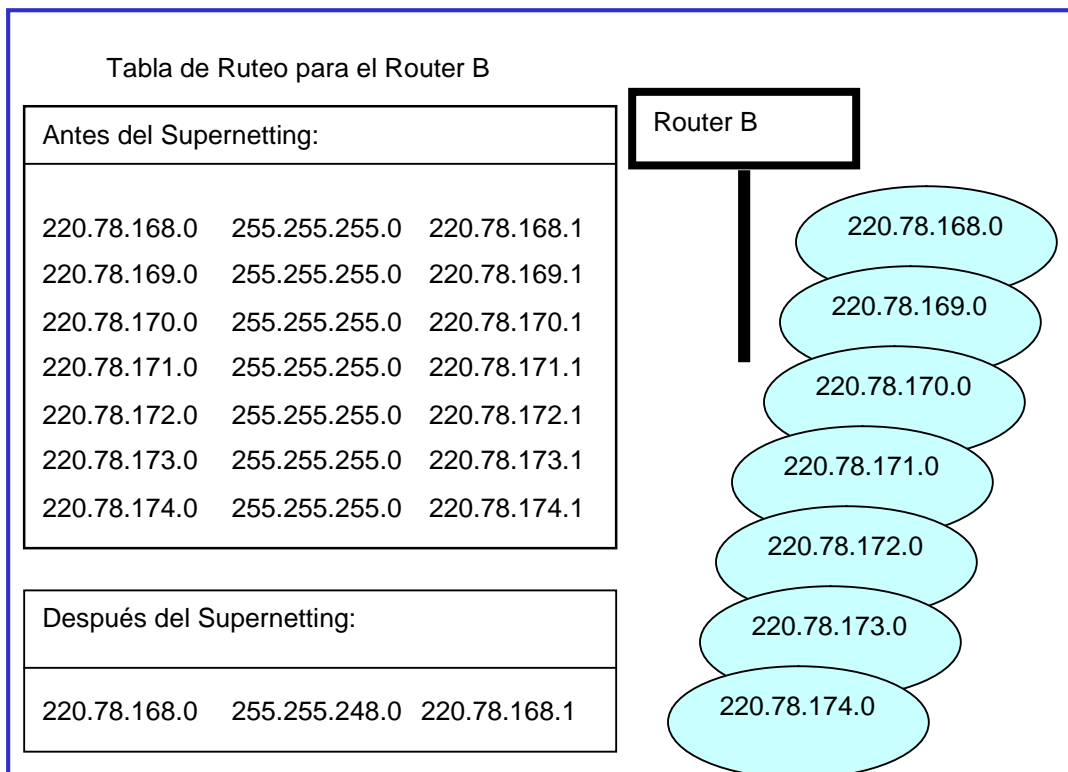 Tabla de Ruteo para el Router B
Antes del Supernetting:
220.78.168.0 255.255.255.0 220.78.168.1
220.78.169.0 255.255.255.0 220.78.169.1
220.78.170.0 255.255.255.0 220.78.170.1
220.78.171.0 255.255.255.0 220.78.171.1
220.78.172.0 255.255.255.0 220.78.172.1
220.78.173.0 255.255.255.0 220.78.173.1
220.78.174.0 255.255.255.0 220.78.174.1
Después del Supernetting:
220.78.168.0 255.255.248.0 220.78.168.1
Router B
220.78.168.0
220.78.169.0
220.78.170.0
220.78.171.0
220.78.172.0
220.78.173.0
220.78.174.0